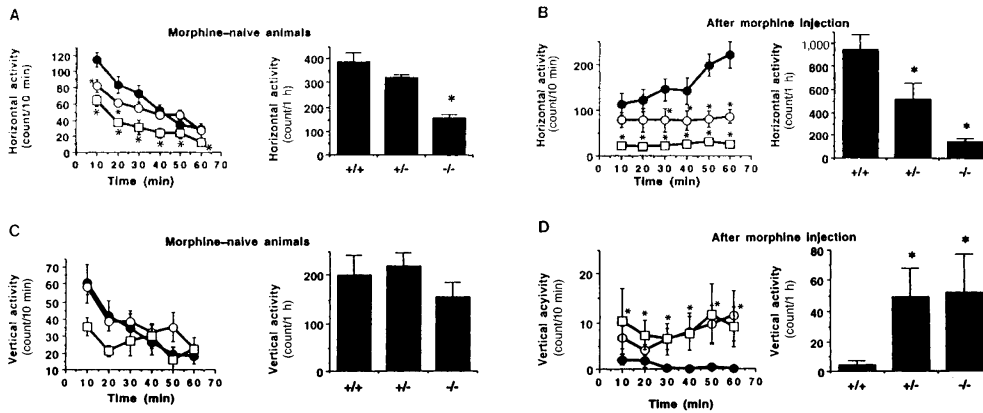 A
Morphine–naive animals
Horizontal activity
(count/10 min)
120
100
80
60
40
20
0
0 10 20 30 40 50 60 70
Time (min)
Horizontal activity
(count/1 h)
400
300
200
100
0
+/+ +/- -/-
* * * * * * * *
B
After morphine injection
Horizontal activity
(count/10 min)
200
100
0
0 10 20 30 40 50 60 70
Time (min)
Horizontal activity
(count/1 h)
1,000
800
600
400
200
0
+/+ +/- -/-
* * * * * * * * * * * *
C
Morphine–naive animals
Vertical activity
(count/10 min)
70
60
50
40
30
20
10
0 10 20 30 40 50 60 70
Time (min)
Vertical activity
(count/1 h)
200
100
0
+/+ +/- -/-
D
After morphine injection
Vertical acyivity
(count/10 min)
20
10
0
0 10 20 30 40 50 60 70
Time (min)
Vertical activity
(count/1 h)
80
60
40
20
0
+/+ +/- -/-
* * * * * * * *